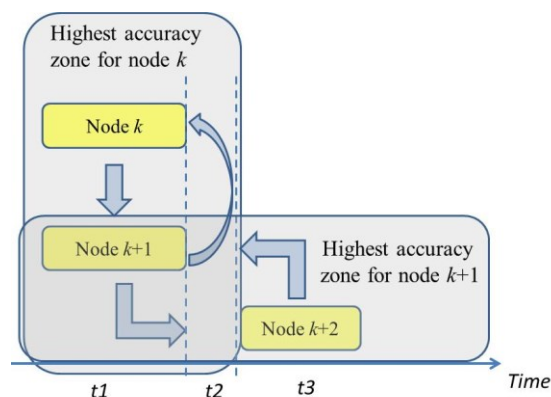 Highest accuracy
zone for node k
Node k
Node k+1
Highest accuracy
zone for node k+1
Node k+2
t1
t2
t3
Time